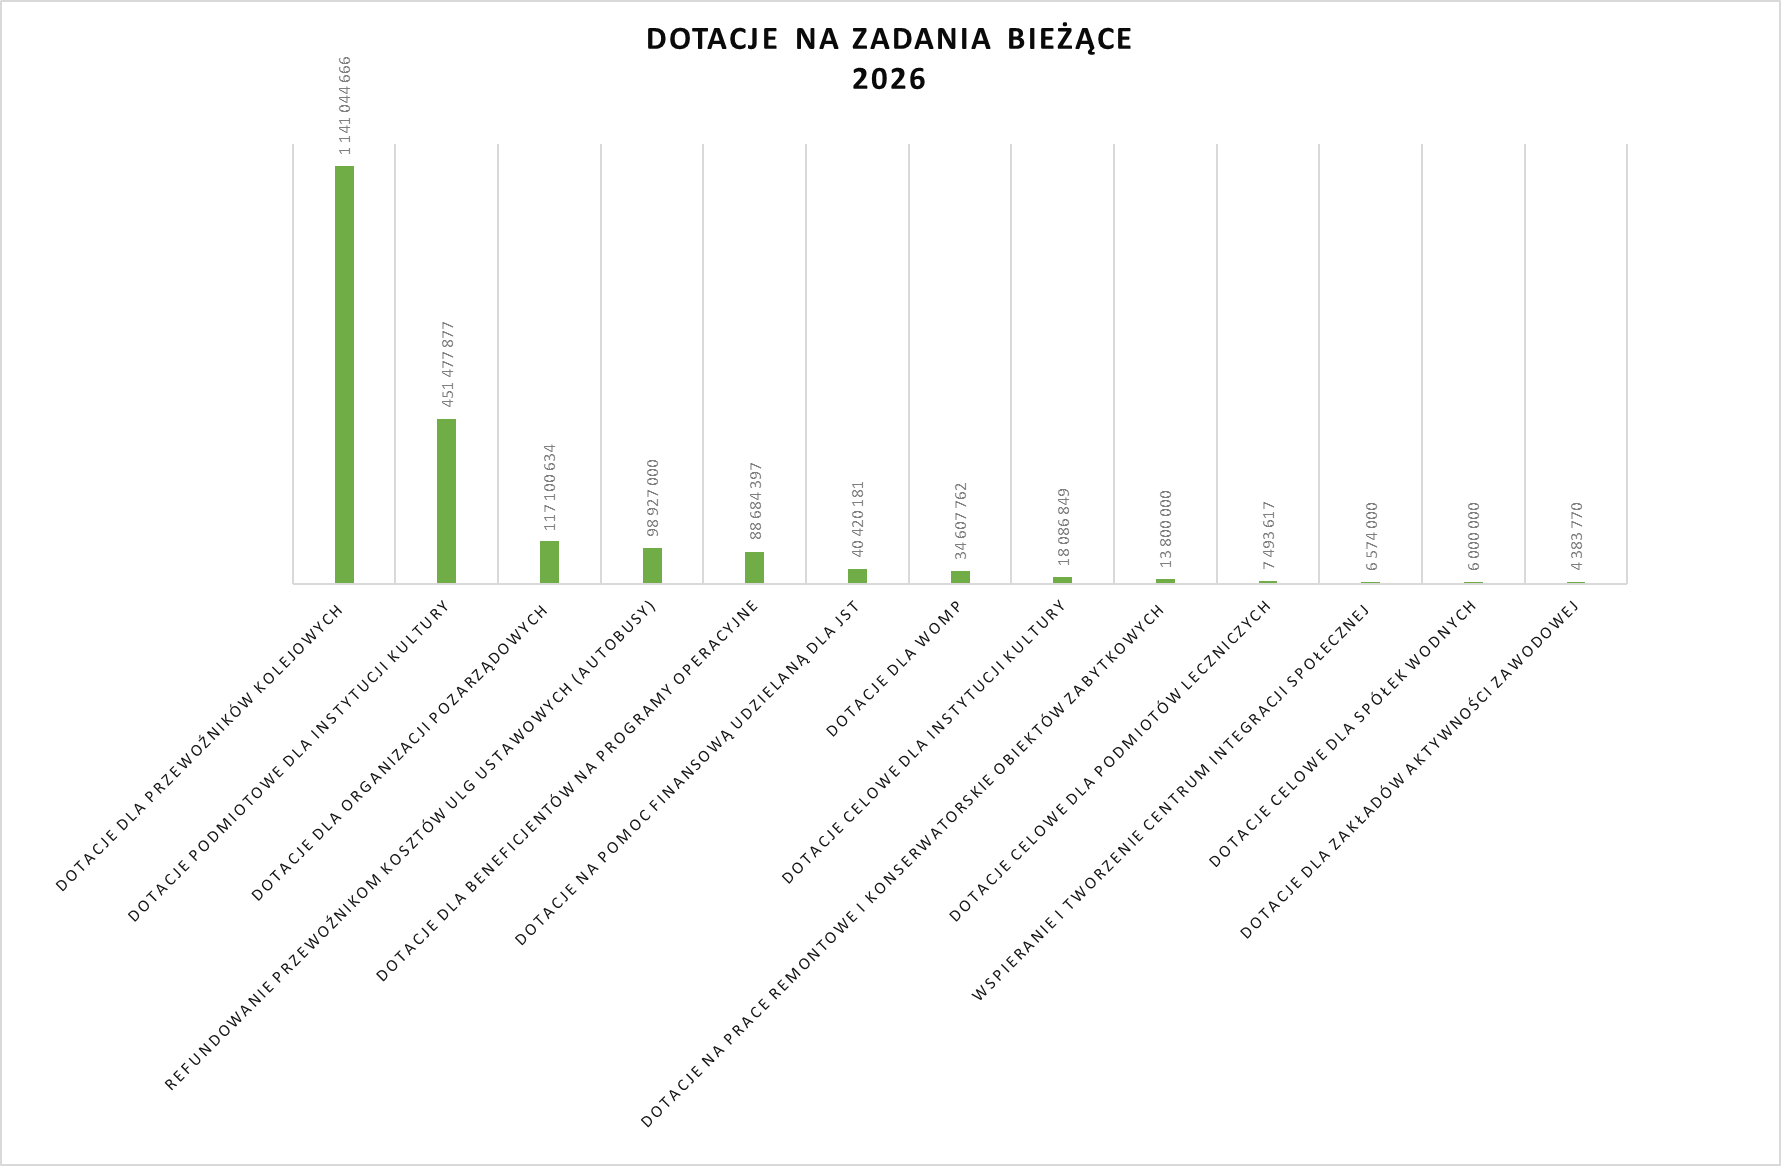 DOTACJE NA ZADANIA BIEŻĄCE
2026
1 141 044 666
451 477 877
117 100 634
98 927 000
88 684 397
40 420 181
34 607 762
18 086 849
13 800 000
7 493 617
6 574 000
6 000 000
4 383 770
DOTACJE DLA PRZEWOŹNIKÓW KOLEJOWYCH
DOTACJE PODMIOTOWE DLA INSTYTUCJI KULTURY
DOTACJE DLA ORGANIZACJI POZARZĄDOWYCH
REFUNDOWANIE PRZEWOŹNIKOM KOSZTÓW ULG USTAWOWYCH (AUTOBUSY)
DOTACJE DLA BENEFICJENTÓW NA PROGRAMY OPERACYJNE
DOTACJE NA POMOC FINANSOWĄ UDZIELANĄ DLA JST
DOTACJE DLA WOMP
DOTACJE CELOWE DLA INSTYTUCJI KULTURY
DOTACJE NA PRACE REMONTOWE I KONSERWATORSKIE OBIEKTÓW ZABYTKOWYCH
DOTACJE CELOWE DLA PODMIOTÓW LECZNICZYCH
WSPIERANIE I TWORZENIE CENTRUM INTEGRACJI SPOŁECZNEJ
DOTACJE CELOWE DLA SPÓŁEK WODNYCH
DOTACJE DLA ZAKŁADÓW AKTYWNOŚCI ZAWODOWEJ